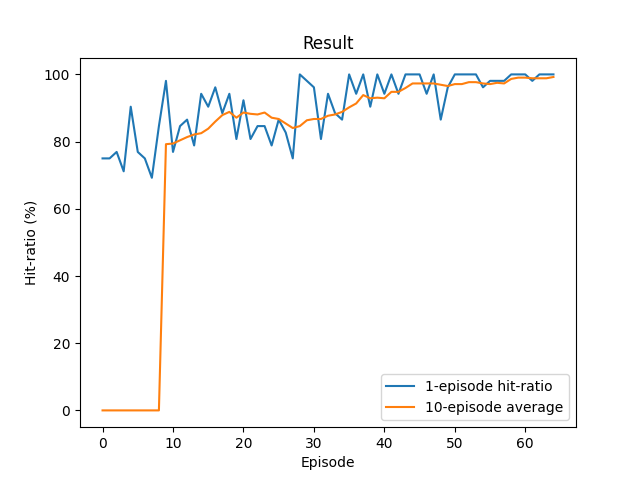 Result
Hit-ratio (%)
100
80
60
40
20
0
0 10 20 30 40 50 60
Episode
1-episode hit-ratio
10-episode average